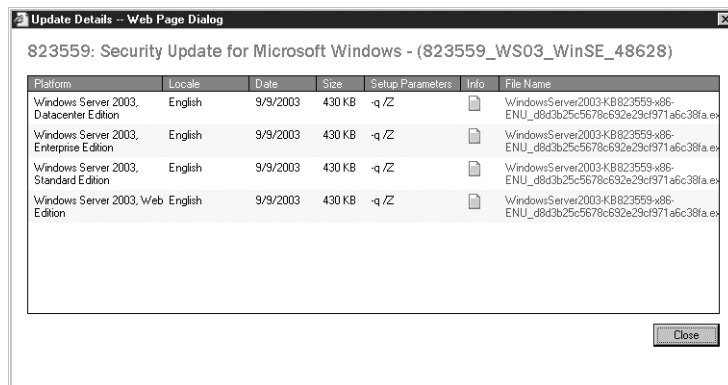 Update Details -- Web Page Dialog
823559: Security Update for Microsoft Windows - (823559_WS03_WinSE_48628)
Platform Locale Date Size Setup Parameters Info File Name
Windows Server 2003, English 9/9/2003 430 KB -q /Z WindowsServer2003-KB823559-x86-
Datacenter Edition ENU_d8d3b25c5678c692e29cf971a6c38fa.ex
Windows Server 2003, English 9/9/2003 430 KB -q /Z WindowsServer2003-KB823559-x86-
Enterprise Edition ENU_d8d3b25c5678c692e29cf971a6c38fa.ex
Windows Server 2003, English 9/9/2003 430 KB -q /Z WindowsServer2003-KB823559-x86-
Standard Edition ENU_d8d3b25c5678c692e29cf971a6c38fa.ex
Windows Server 2003, Web English 9/9/2003 430 KB -q /Z WindowsServer2003-KB823559-x86-
Edition ENU_d8d3b25c5678c692e29cf971a6c38fa.ex
Close